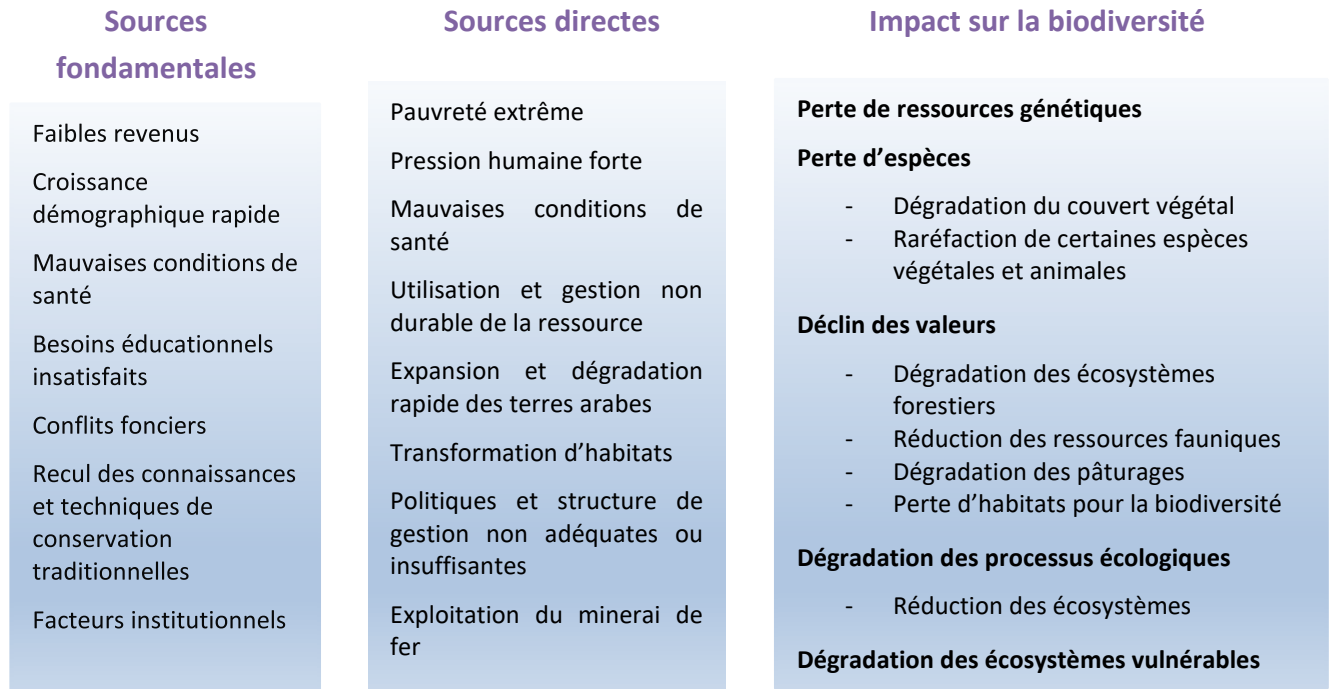 Sources
fondamentales
Faibles revenus
Croissance
démographique rapide
Mauvaises conditions de
santé
Besoins éducationnels
insatisfaits
Conflits fonciers
Recul des connaissances
et techniques de
conservation
traditionnelles
Facteurs institutionnels
Sources directes
Pauvreté extrême
Pression humaine forte
Mauvaises conditions de
santé
Utilisation et gestion non
durable de la ressource
Expansion et dégradation
rapide des terres arabes
Transformation d’habitats
Politiques et structure de
gestion non adéquates ou
insuffisantes
Exploitation du minerai de
fer
Impact sur la biodiversité
Perte de ressources génétiques
Perte d’espèces
- Dégradation du couvert végétal
- Raréfaction de certaines espèces
végétales et animales
Déclin des valeurs
- Dégradation des écosystèmes
forestiers
- Réduction des ressources fauniques
- Dégradation des pâturages
- Perte d’habitats pour la biodiversité
Dégradation des processus écologiques
- Réduction des écosystèmes
Dégradation des écosystèmes vulnérables